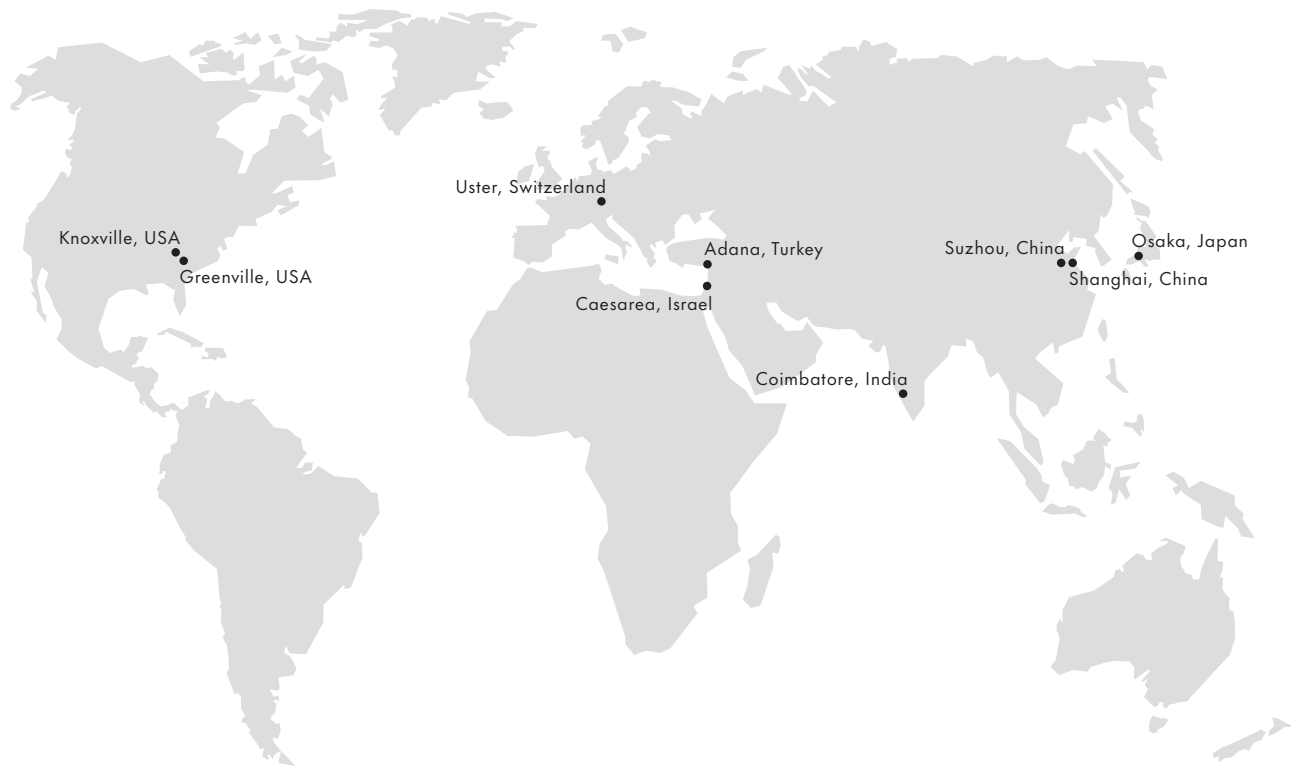 Uster, Switzerland
Knoxville, USA
Greenville, USA
Adana, Turkey
Caesarea, Israel
Suzhou, China
Osaka, Japan
Shanghai, China
Coimbatore, India